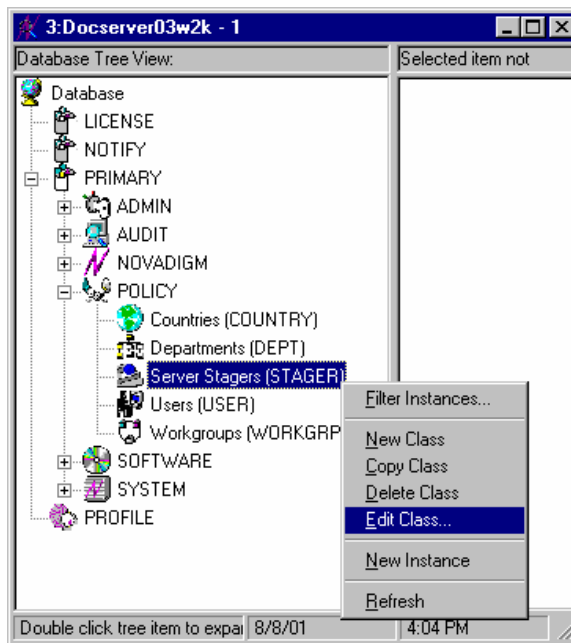 3:Docserver03w2k - 1
Database Tree View:
Selected item not
Database
LICENSE
NOTIFY
PRIMARY
ADMIN
AUDIT
NOVADIGM
POLICY
Countries (COUNTRY)
Departments (DEPT)
Server Stagers (STAGER)
Users (USER)
Workgroups (WORKGRP
SOFTWARE
SYSTEM
PROFILE
Filter Instances...
New Class
Copy Class
Delete Class
Edit Class...
New Instance
Refresh
Double click tree item to expai 8/8/01 4:04 PM